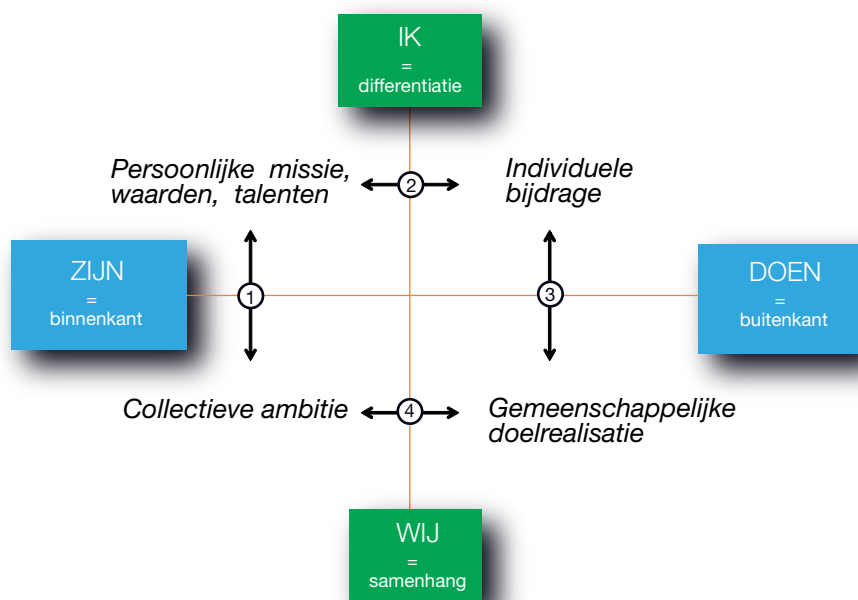 IK
=
differentiatie
Persoonlijke missie,
waarden, talenten
2
Individuele
bijdrage
ZIJN
=
binnenkant
1
3
DOEN
=
buitenkant
Collectieve ambitie
4
Gemeenschappelijke
doelrealisatie
WIJ
=
samenhang